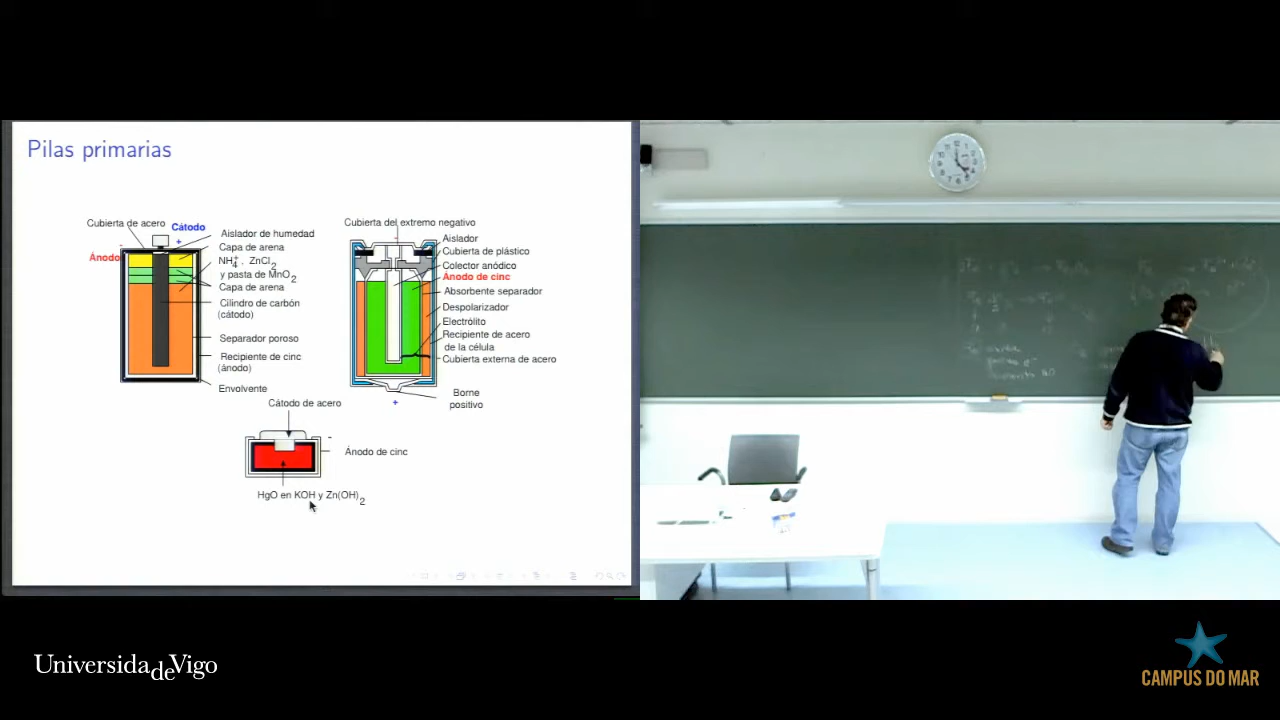 Pilas primarias
Cubierta de acero
Cátodo
+
-
Ánodo
Aislador de humedad
Capa de arena
NH4+, ZnCl2
y pasta de MnO2
Capa de arena
Cilindro de carbón
(cátodo)
Separador poroso
Recipiente de cinc
(ánodo)
Envolvente
Cubierta del extremo negativo
-
Aislador
Cubierta de plástico
Colector anódico
Ánodo de cinc
Absorbente separador
Despolarizador
Electrólito
Recipiente de acero
de la célula
Cubierta externa de acero
Borne
positivo
+
Cátodo de acero
-
Ánodo de cinc
HgO en KOH y Zn(OH)2
Universida de Vigo
CAMPUS DO MAR